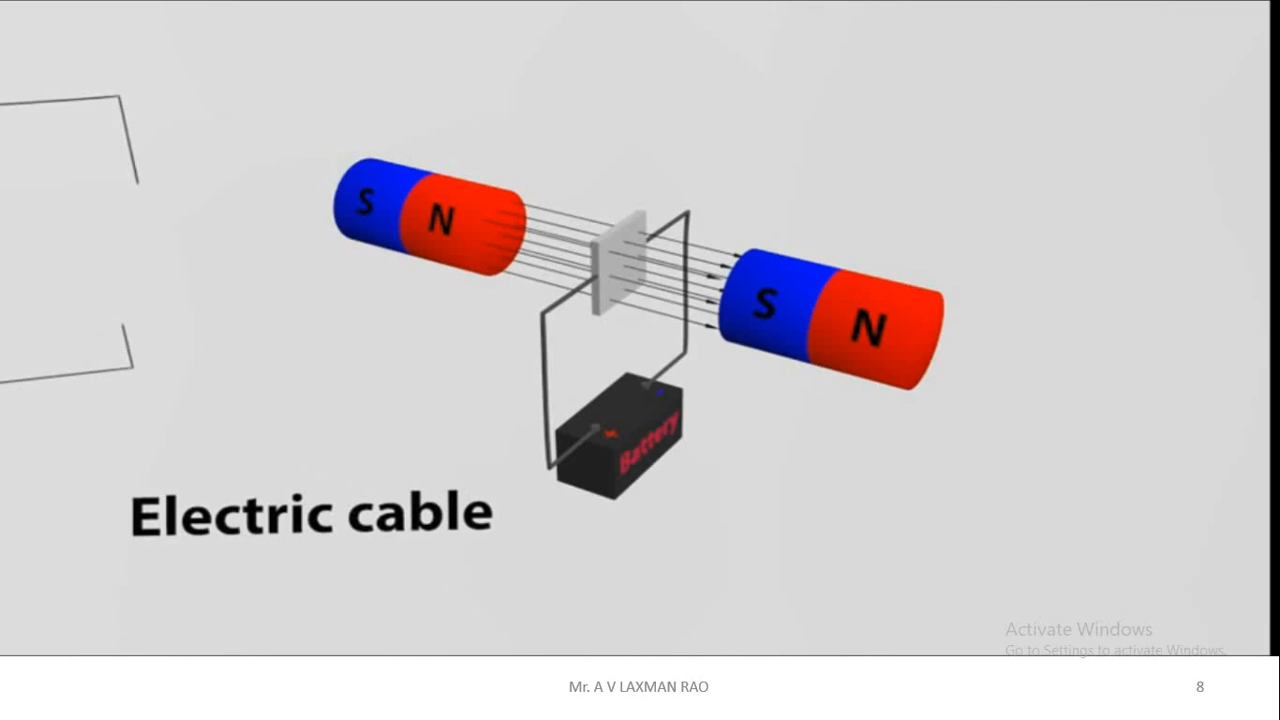 S N
S N
+ -
Battery
Electric cable
Activate Windows
Go to Settings to activate Windows.
Mr. A V LAXMAN RAO
8